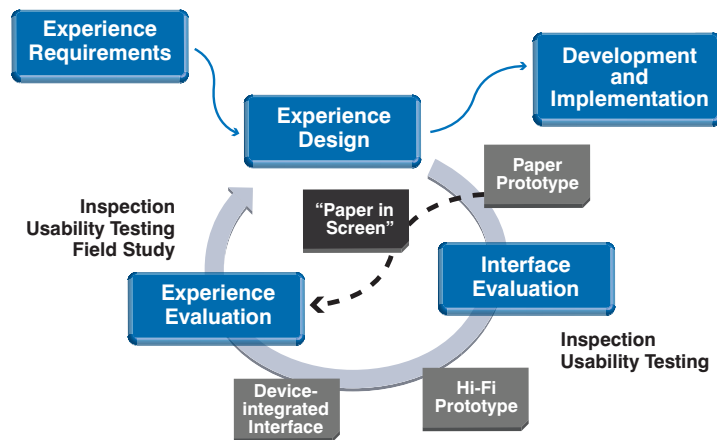 Experience
Requirements
Development
and
Implementation
Experience
Design
Paper
Prototype
“Paper in
Screen”
Inspection
Usability Testing
Field Study
Interface
Evaluation
Experience
Evaluation
Inspection
Usability Testing
Device-
integrated
Interface
Hi-Fi
Prototype